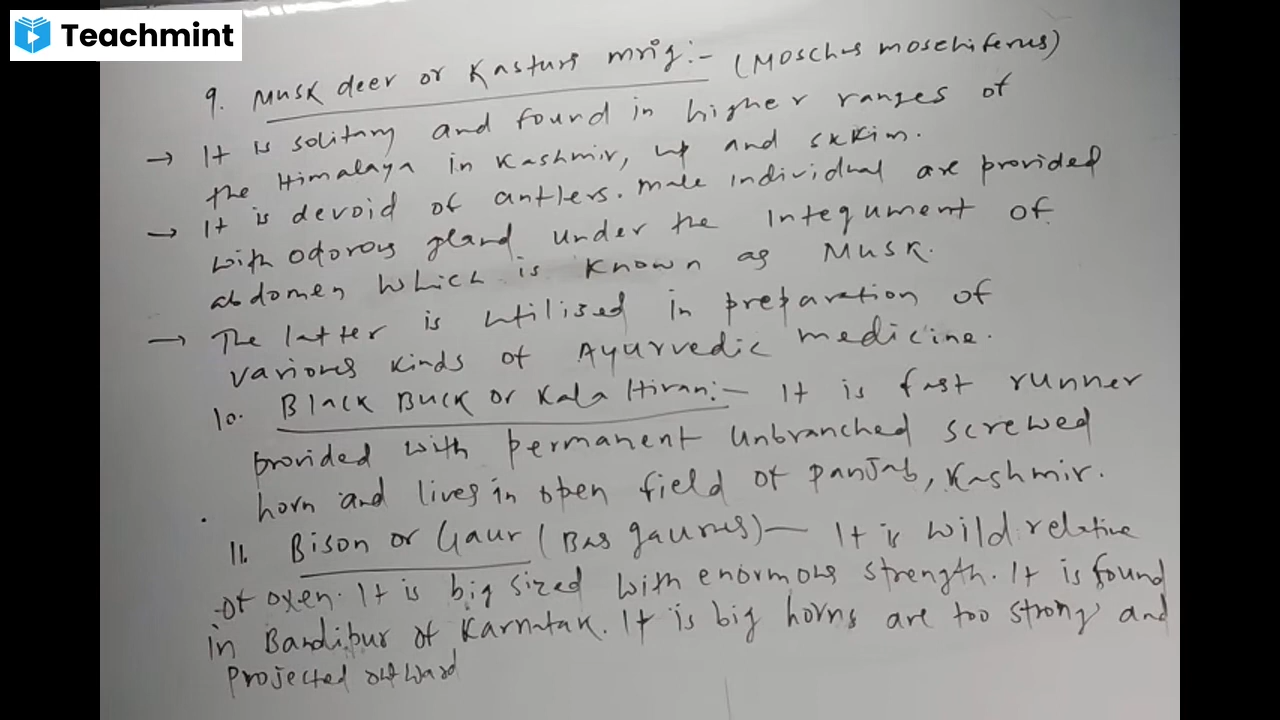 Teachmint
9. Musk deer or Kasturi mrig:- (Moschus moschiferus)
→ It is solitary and found in higher ranges of
the Himalaya in Kashmir, up and sikkim.
→ It is devoid of antlers. male individual are provided
with odorous gland under the Integument of
abdomen which is known as Musk.
→ The latter is utilised in preparation of
various kinds of Ayurvedic medicine.
10. Black Buck or Kala Hiran:- It is fast runner
provided with permanent unbranched screwed
horn and lives in open field of panjab, Kashmir.
11. Bison or Gaur (Bas gaurus)— It is wild relative
of oxen. It is big sized with enormous strength. It is found
in Bandipur of Karnatak. It is big horns are too strong and
projected outward